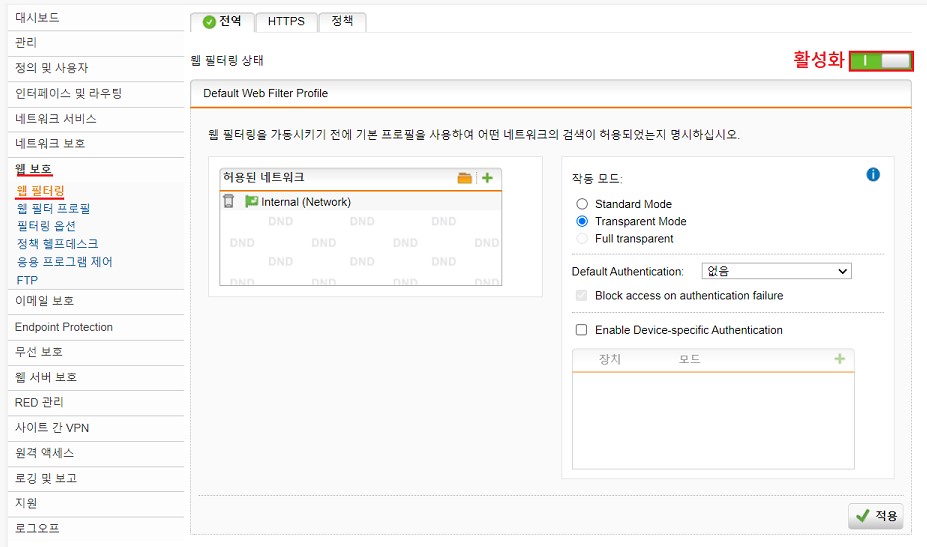 대시보드
관리
정의 및 사용자
인터페이스 및 라우팅
네트워크 서비스
네트워크 보호
웹 보호
웹 필터링
웹 필터 프로필
필터링 옵션
정책 헬프데스크
응용 프로그램 제어
FTP
이메일 보호
Endpoint Protection
무선 보호
웹 서버 보호
RED 관리
사이트 간 VPN
원격 액세스
로깅 및 보고
지원
로그오프
전역 HTTPS 정책
웹 필터링 상태
활성화
Default Web Filter Profile
웹 필터링을 가동시키기 전에 기본 프로필을 사용하여 어떤 네트워크의 검색이 허용되었는지 명시하십시오.
허용된 네트워크
Internal (Network)
DND DND DND
DND DND DND DND
DND DND DND
DND DND DND DND
작동 모드:
Standard Mode
Transparent Mode
Full transparent
Default Authentication: 없음
Block access on authentication failure
Enable Device-specific Authentication
장치 모드
적용